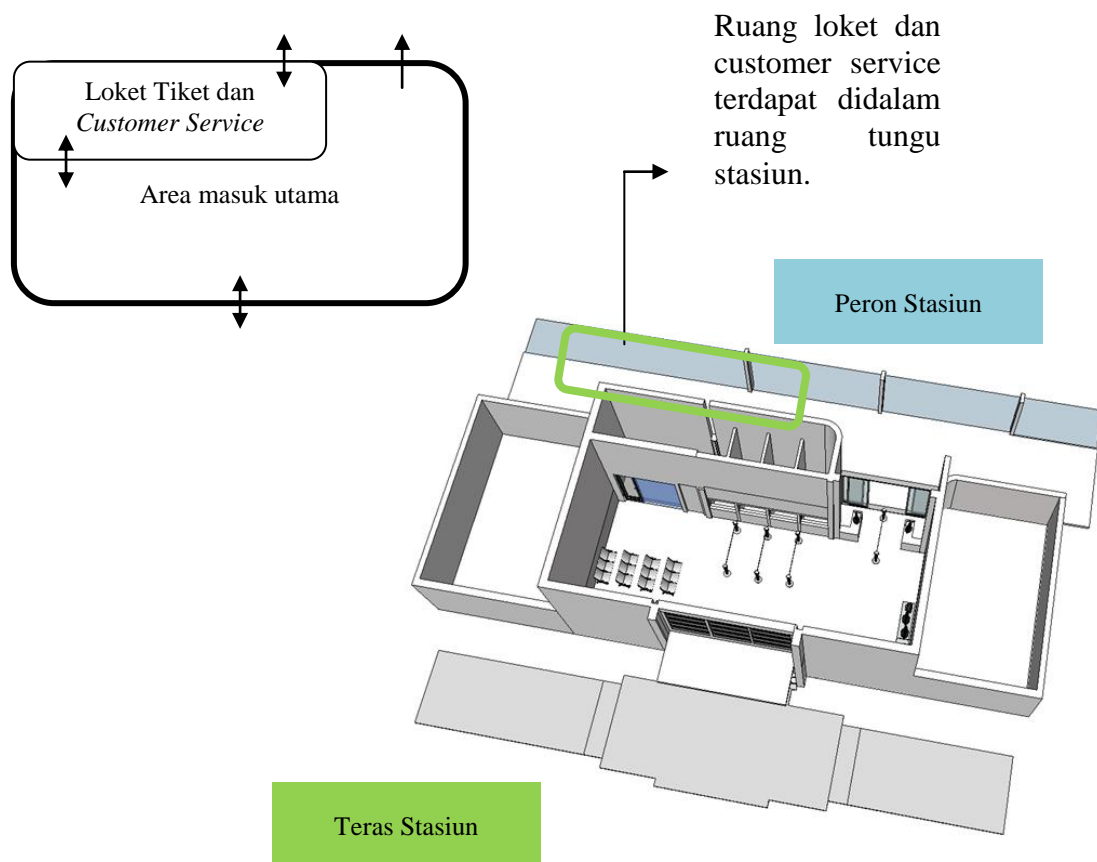 Loket Tiket dan
Customer Service
Area masuk utama
Ruang loket dan
customer service
terdapat didalam
ruang tungu
stasiun.
Peron Stasiun
Teras Stasiun